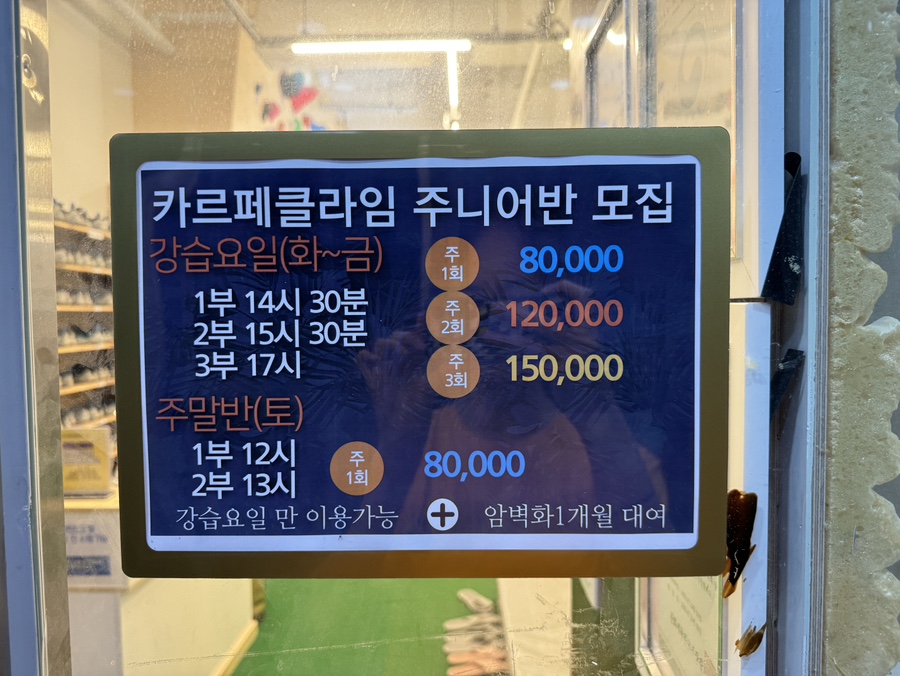 카르페클라임 주니어반 모집
강습요일(화~금)
주 1회 80,000
1부 14시 30분
주 2회 120,000
2부 15시 30분
3부 17시
주 3회 150,000
주말반(토)
1부 12시
2부 13시
주 1회 80,000
강습요일 만 이용가능 + 암벽화1개월 대여